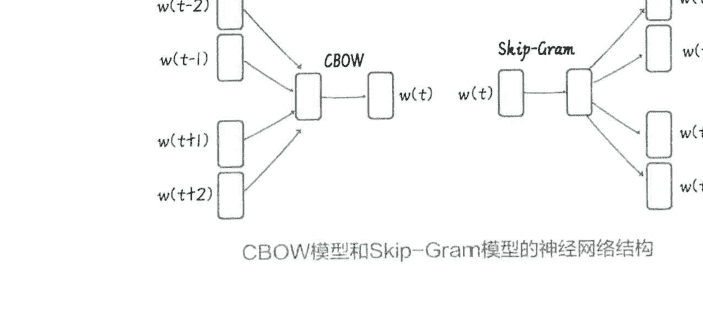 w(t-2)
w(t-1)
CBOW
w(t)
w(t+1)
w(t+2)
Skip-Gram
w(t)
CBOW模型和Skip-Gram模型的神经网络结构